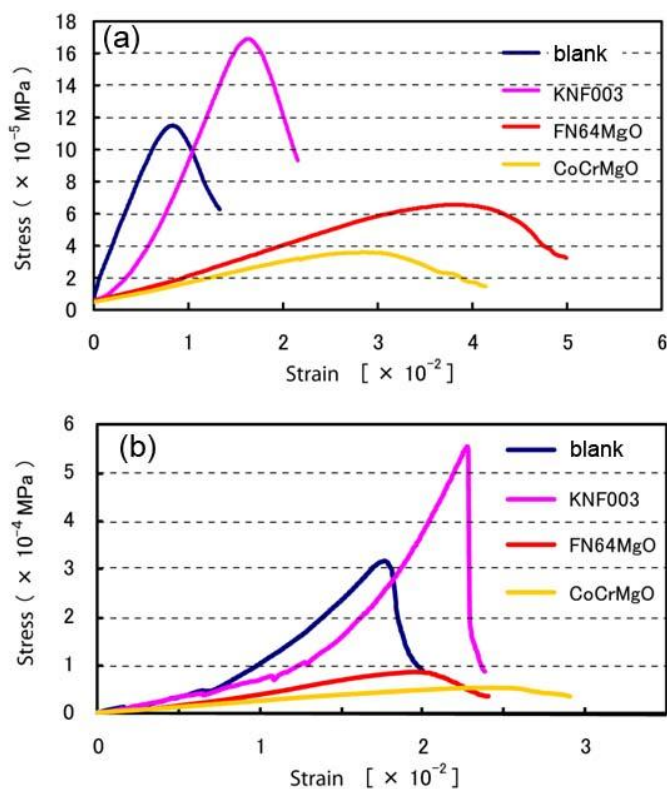 (a)
Stress ( × 10⁻⁵ MPa)
18
16
14
12
10
8
6
4
2
0
blank
KNF003
FN64MgO
CoCrMgO
0 1 2 3 4 5 6
Strain [ × 10⁻² ]
(b)
Stress ( × 10⁻⁴ MPa)
6
5
4
3
2
1
0
blank
KNF003
FN64MgO
CoCrMgO
0 1 2 3
Strain [ × 10⁻² ]